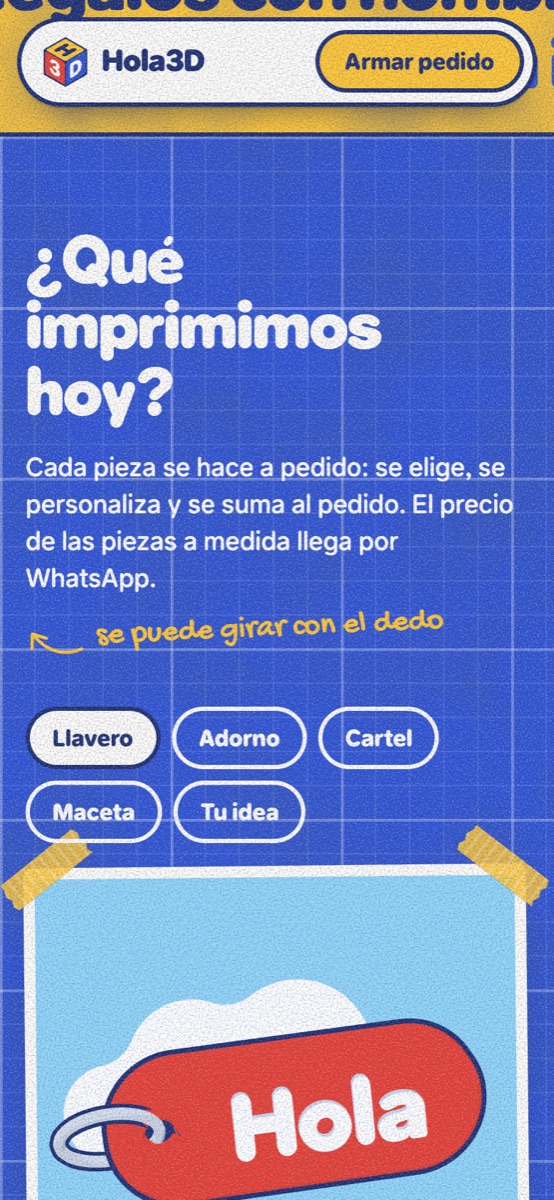 Hola3D
Armar pedido
¿Qué
imprimimos
hoy?
Cada pieza se hace a pedido: se elige, se
personaliza y se suma al pedido. El precio
de las piezas a medida llega por
WhatsApp.
se puede girar con el dedo
Llavero
Adorno
Cartel
Maceta
Tu idea
Hola